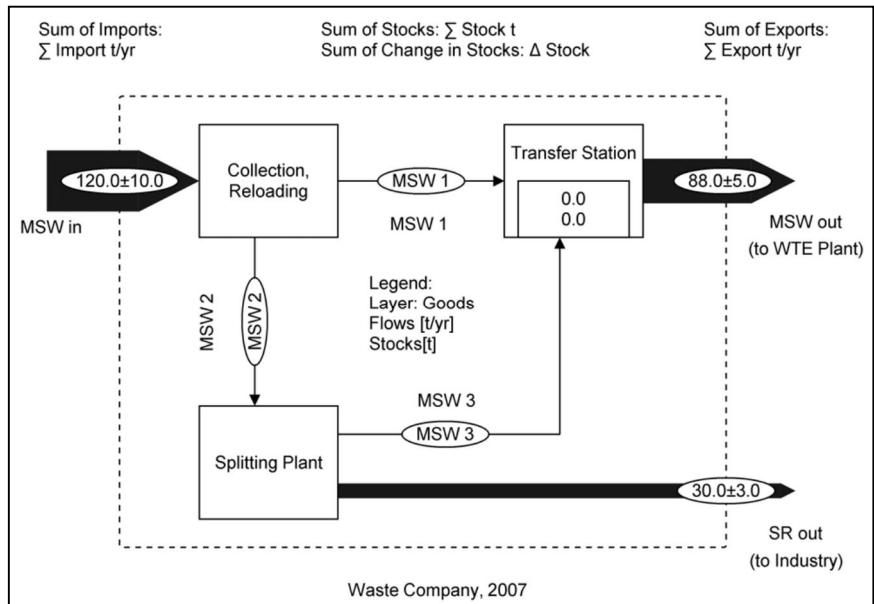 Sum of Imports:
∑ Import t/yr
Sum of Stocks: ∑ Stock t
Sum of Change in Stocks: Δ Stock
Sum of Exports:
∑ Export t/yr
120.0±10.0
MSW in
Collection,
Reloading
MSW 1
MSW 1
Transfer Station
0.0
0.0
88.0±5.0
MSW out
(to WTE Plant)
MSW 2
MSW 2
Legend:
Layer: Goods
Flows [t/yr]
Stocks[t]
Splitting Plant
MSW 3
MSW 3
30.0±3.0
SR out
(to Industry)
Waste Company, 2007